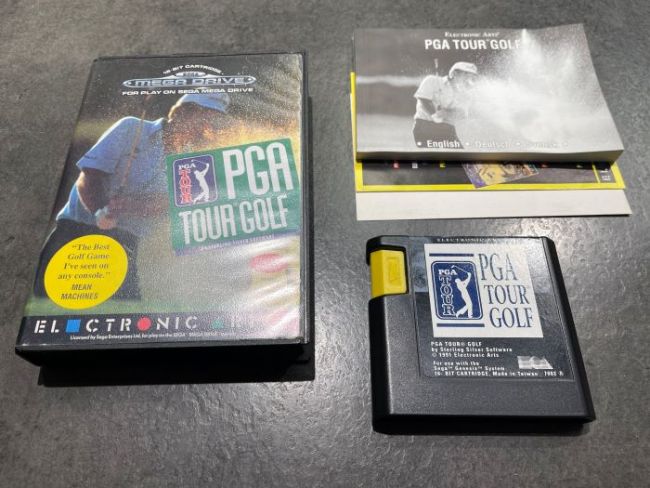 16-BIT CARTRIDGE
SEGA
MEGA DRIVE
FOR PLAY ON SEGA MEGA DRIVE
PGA
TOUR
PGA
TOUR GOLF
"The Best
Golf Game
I've seen on
any console."
MEAN
MACHINES
ELECTRONIC A
ELECTRONIC ARTS®
PGA TOUR GOLF
• English • Deutsch
ELECTRONIC ARTS
PGA
TOUR
PGA
TOUR
GOLF
PGA TOUR® GOLF
by Sterling Silver Software
© 1991 Electronic Arts
For use with the
Sega™ Genesis™ System
16- BIT CARTRIDGE. Made in Taiwan 7982 R